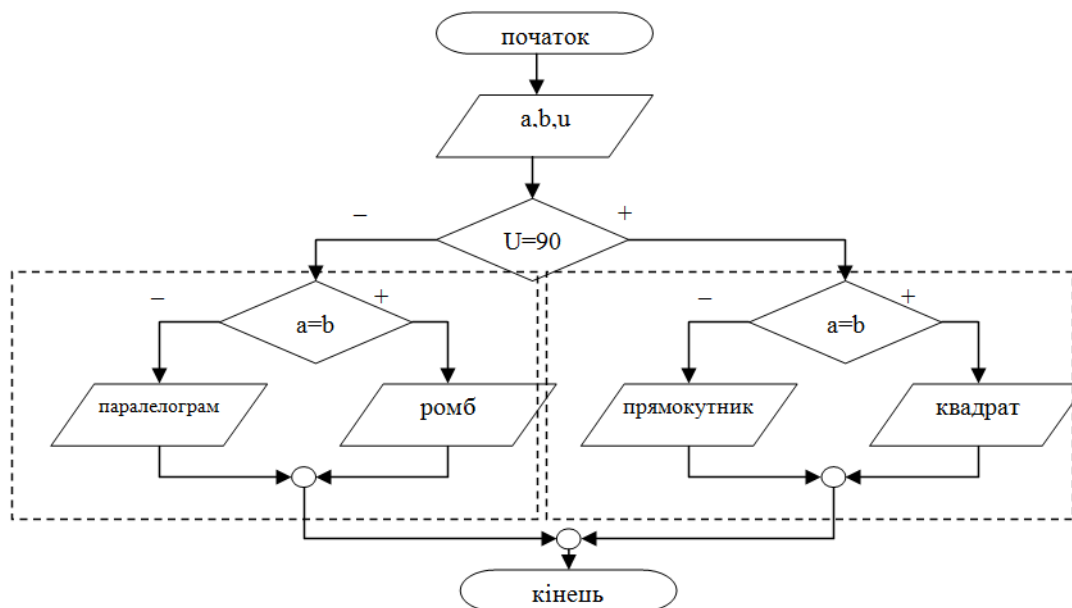 початок
a,b,u
– +
U=90
– + – +
a=b a=b
паралелограм ромб прямокутник квадрат
кінець